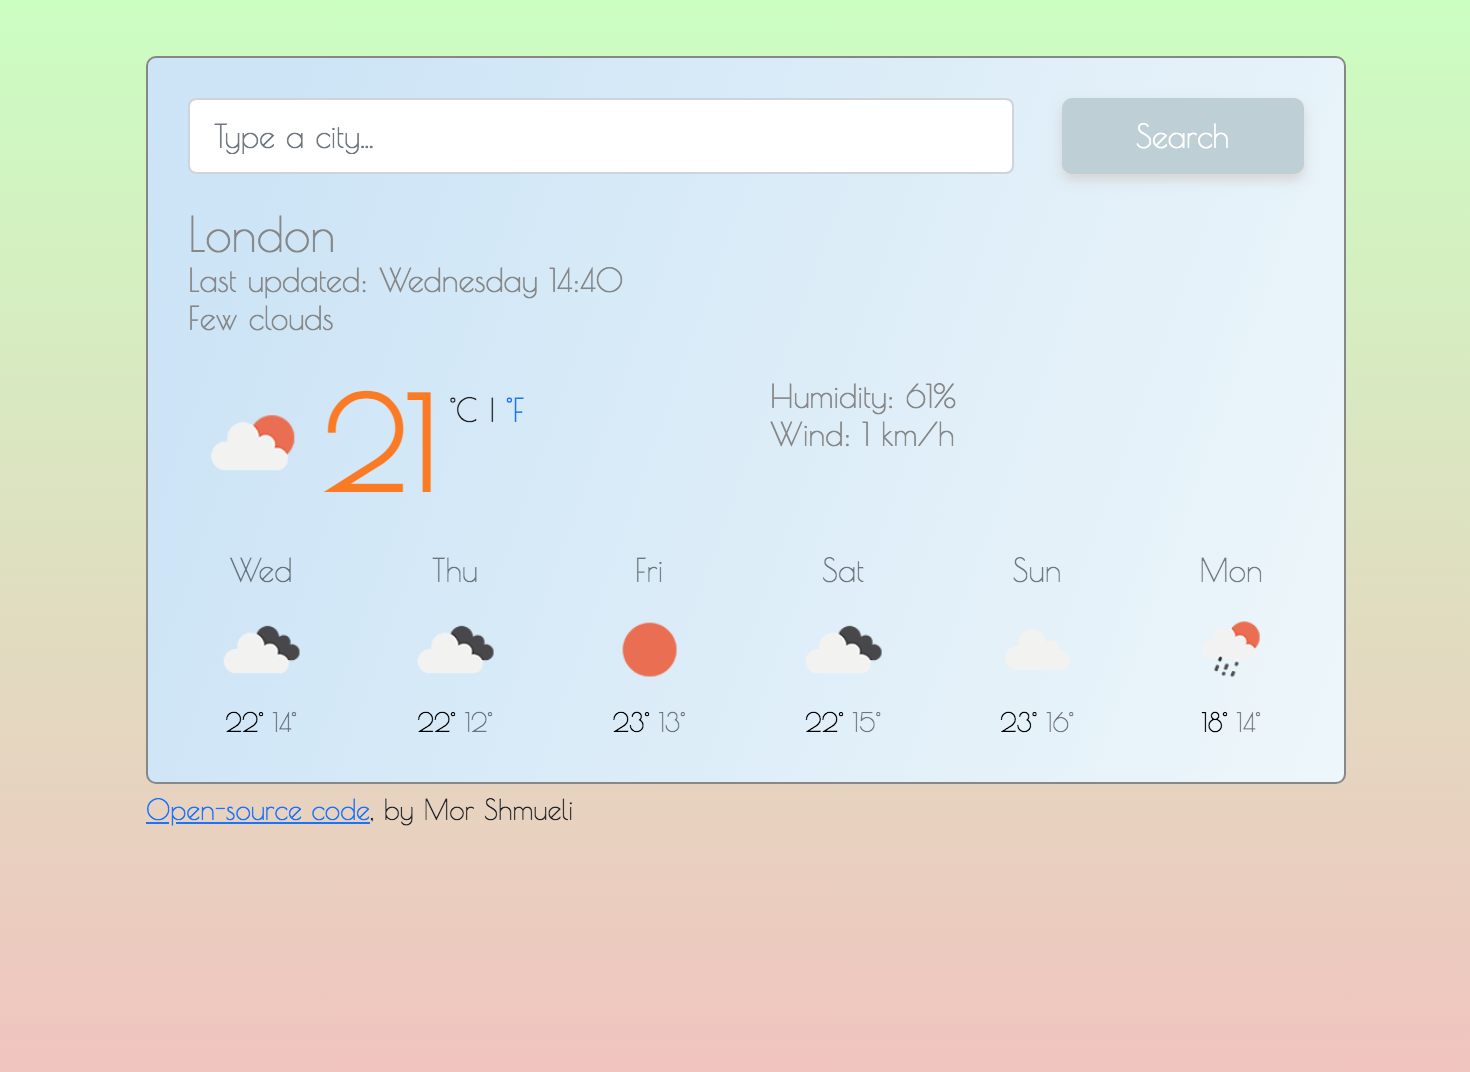 Type a city...
Search
London
Last updated: Wednesday 14:40
Few clouds
21 °C | °F
Humidity: 61%
Wind: 1 km/h
Wed Thu Fri Sat Sun Mon
22° 14° 22° 12° 23° 13° 22° 15° 23° 16° 18° 14°
Open-source code, by Mor Shmueli